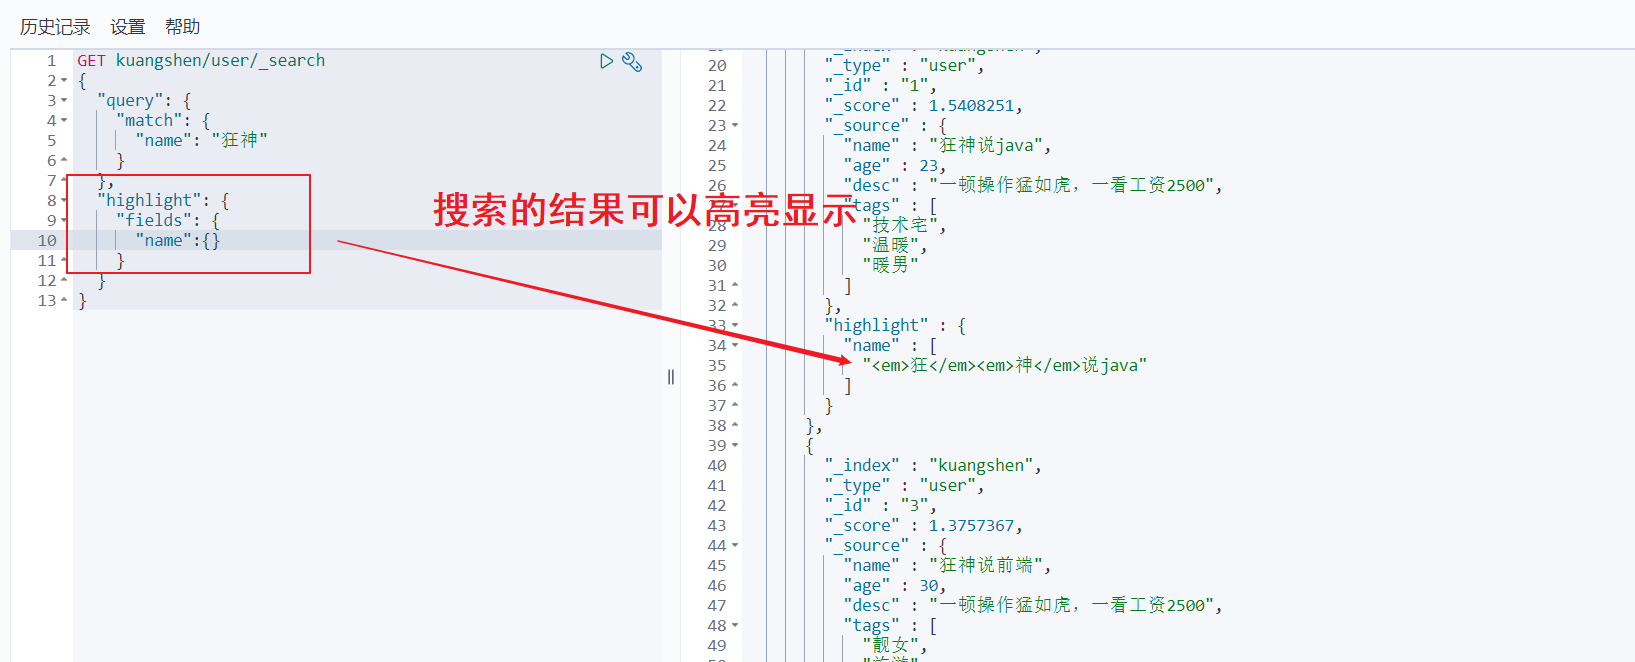 历史记录 设置 帮助
1 GET kuangshen/user/_search
2 {
3 "query": {
4 "match": {
5 "name": "狂神"
6 }
7 },
8 "highlight": {
9 "fields": {
10 "name":{}
11 }
12 }
13 }
搜索的结果可以高亮显示
20 "_type" : "user",
21 "_id" : "1",
22 "_score" : 1.5408251,
23 "_source" : {
24 "name" : "狂神说java",
25 "age" : 23,
26 "desc" : "一顿操作猛如虎，一看工资2500",
"tags" : [
28 "技术宅",
29 "温暖",
30 "暖男"
31 ]
32 },
33 "highlight" : {
34 "name" : [
35 "<em>狂</em><em>神</em>说java"
36 ]
37 }
38 },
39 {
40 "_index" : "kuangshen",
41 "_type" : "user",
42 "_id" : "3",
43 "_score" : 1.3757367,
44 "_source" : {
45 "name" : "狂神说前端",
46 "age" : 30,
47 "desc" : "一顿操作猛如虎，一看工资2500",
48 "tags" : [
49 "靓女",